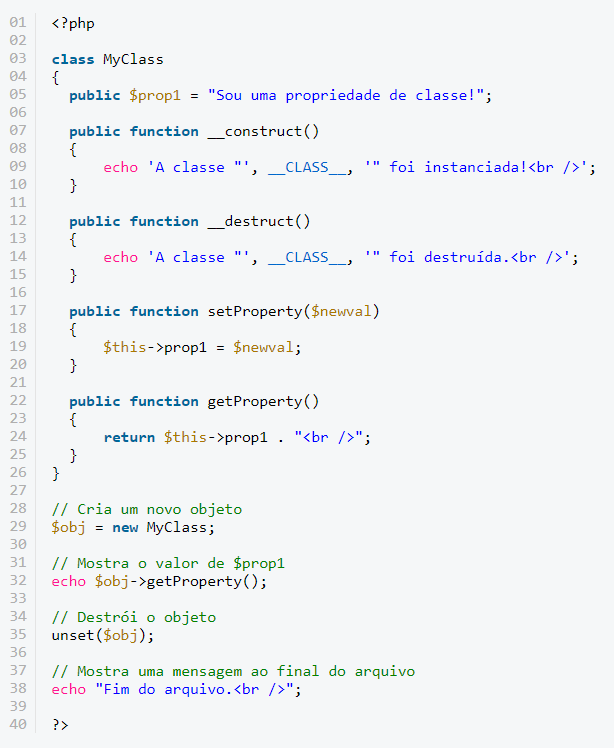 01 <?php
02
03 class MyClass
04 {
05   public $prop1 = "Sou uma propriedade de classe!";
06
07   public function __construct()
08   {
09       echo 'A classe "', __CLASS__, '" foi instanciada!<br />';
10   }
11
12   public function __destruct()
13   {
14       echo 'A classe "', __CLASS__, '" foi destruída.<br />';
15   }
16
17   public function setProperty($newval)
18   {
19       $this->prop1 = $newval;
20   }
21
22   public function getProperty()
23   {
24       return $this->prop1 . "<br />";
25   }
26 }
27
28 // Cria um novo objeto
29 $obj = new MyClass;
30
31 // Mostra o valor de $prop1
32 echo $obj->getProperty();
33
34 // Destrói o objeto
35 unset($obj);
36
37 // Mostra uma mensagem ao final do arquivo
38 echo "Fim do arquivo.<br />";
39
40 ?>